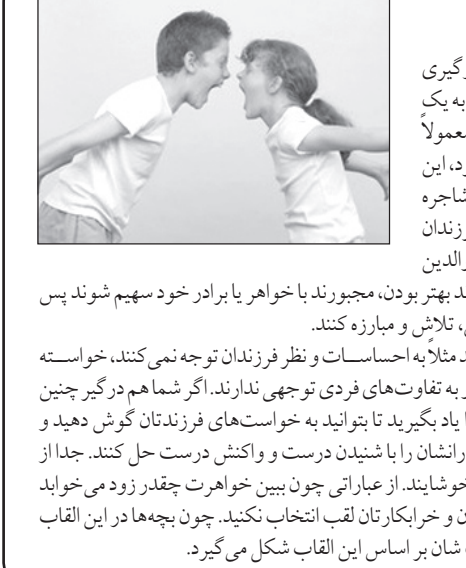 به یک
معمولاً
این
شاجره
رزندان
والدین
بهتر بودن، مجبورند با خواهر یا برادر خود سهیم شوند پس
تلاش و مبارزه کنند.
مثلاً به احساسات و نظر فرزندان توجه نمی‌کنند، خواسته
به تفاوت‌های فردی توجهی ندارند. اگر شما هم درگیر چنین
یاد بگیرید تا بتوانید به خواست‌های فرزندتان گوش دهید و
رانشان را با شنیدن درست و واکنش درست حل کنند. جدا از
خوشایند. از عباراتی چون ببین خواهرت چقدر زود می‌خوابد
ن و خرابکارتان لقب انتخاب نکنید. چون بچه‌ها در این القاب
شان بر اساس این القاب شکل می‌گیرد.